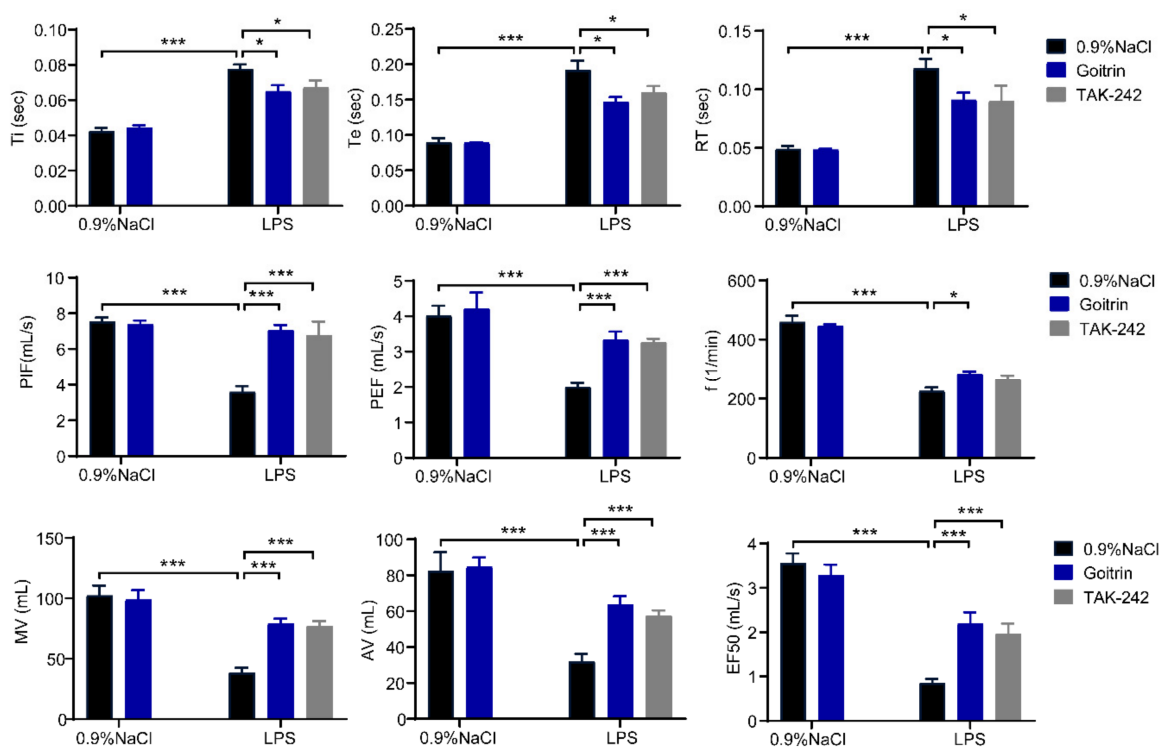 Ti (sec)
0.10
0.08
0.06
0.04
0.02
0.00
***
*
*
0.9%NaCl
LPS
Te (sec)
0.25
0.20
0.15
0.10
0.05
0.00
***
*
*
0.9%NaCl
LPS
RT (sec)
0.15
0.10
0.05
0.00
***
*
*
0.9%NaCl
LPS
0.9%NaCl
Goitrin
TAK-242
PIF(mL/s)
10
8
6
4
2
0
***
***
***
0.9%NaCl
LPS
PEF (mL/s)
5
4
3
2
1
0
***
***
***
0.9%NaCl
LPS
f (1/min)
600
400
200
0
***
*
0.9%NaCl
LPS
0.9%NaCl
Goitrin
TAK-242
MV (mL)
150
100
50
0
***
***
***
0.9%NaCl
LPS
AV (mL)
100
80
60
40
20
0
***
***
***
0.9%NaCl
LPS
EF50 (mL/s)
4
3
2
1
0
***
***
***
0.9%NaCl
LPS
0.9%NaCl
Goitrin
TAK-242